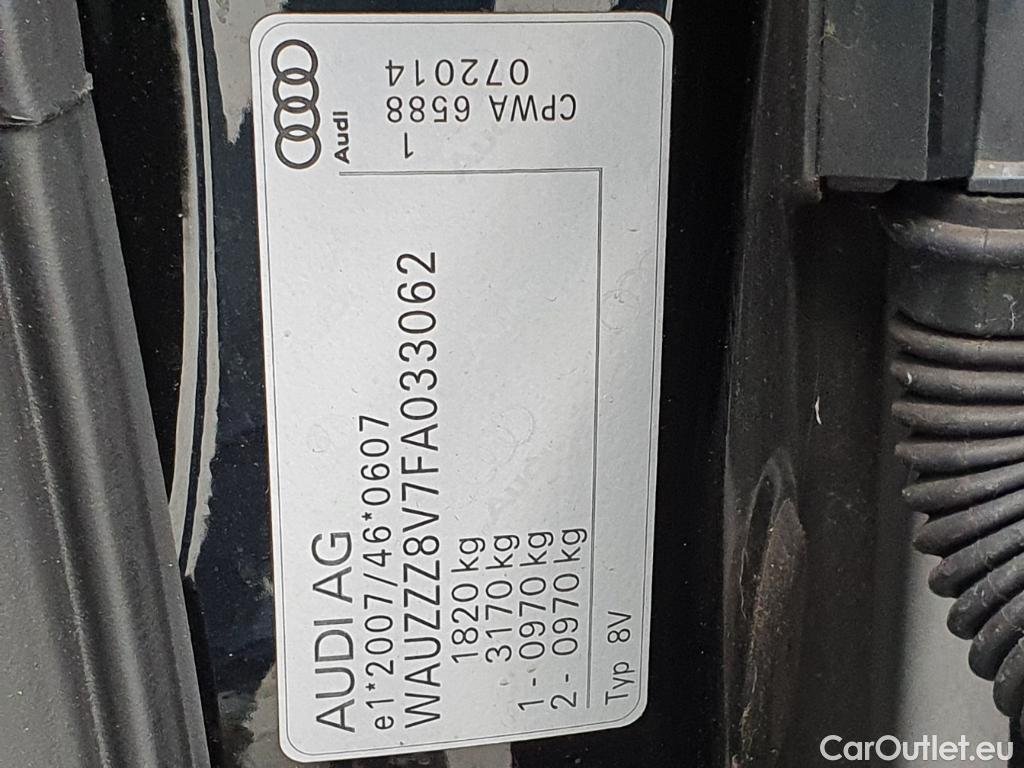 AUDI AG
e1*2007/46*0607
WAUZZZ8V7FA033062
1820 kg
3170 kg
1 - 0970 kg
2 - 0970 kg
Typ 8V
Audi
1
CPWA 6588
072014
CarOutlet.eu